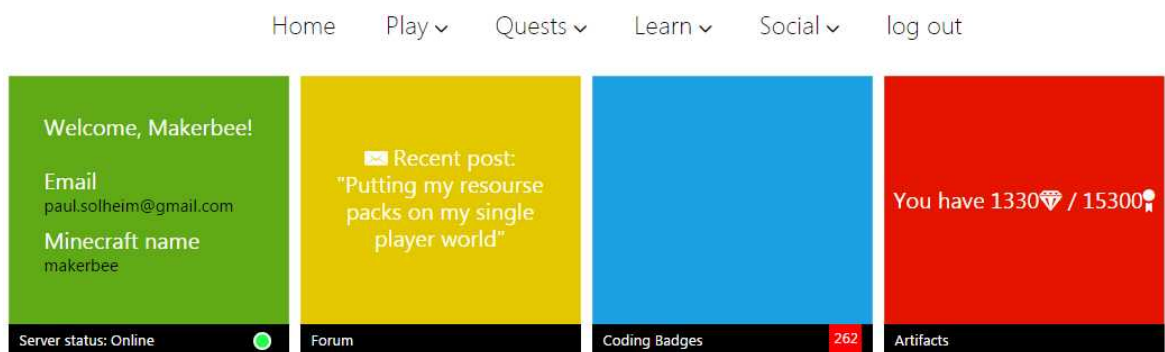 Home Play Quests Learn Social log out
Welcome, Makerbee!
Email
paul.solheim@gmail.com
Minecraft name
makerbee
Server status: Online
Recent post:
"Putting my resourse
packs on my single
player world"
Forum
Coding Badges 262
You have 1330 / 15300
Artifacts